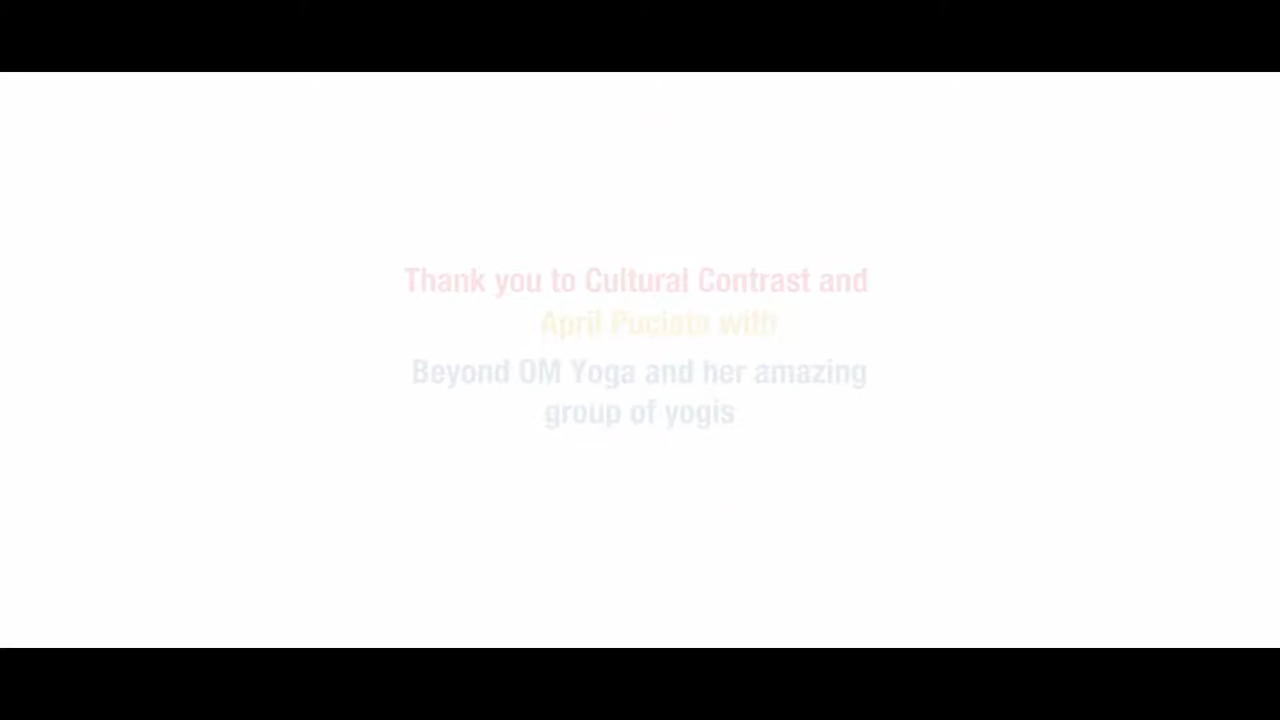 Thank you to Cultural Contrast and
April Puciata with
Beyond OM Yoga and her amazing
group of yogis